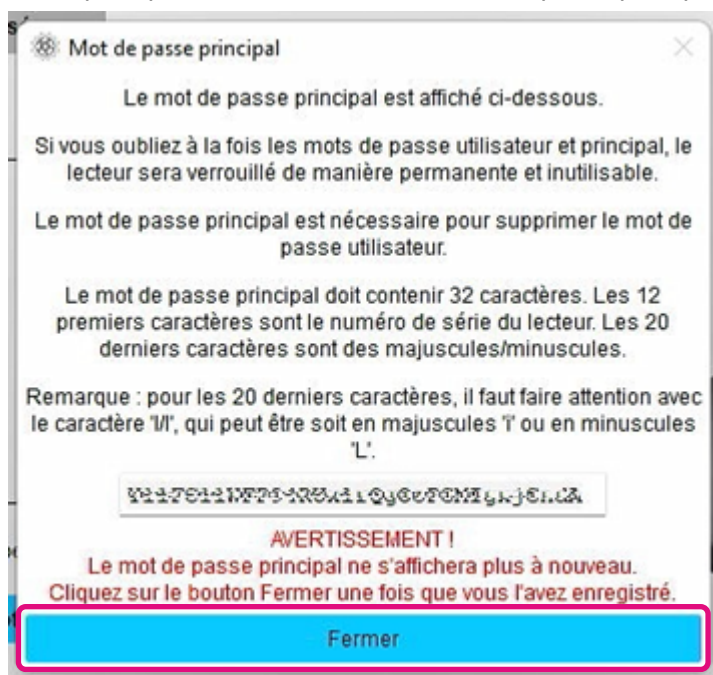 Mot de passe principal
Le mot de passe principal est affiché ci-dessous.
Si vous oubliez à la fois les mots de passe utilisateur et principal, le
lecteur sera verrouillé de manière permanente et inutilisable.
Le mot de passe principal est nécessaire pour supprimer le mot de
passe utilisateur.
Le mot de passe principal doit contenir 32 caractères. Les 12
premiers caractères sont le numéro de série du lecteur. Les 20
derniers caractères sont des majuscules/minuscules.
Remarque : pour les 20 derniers caractères, il faut faire attention avec
le caractère 'I/l', qui peut être soit en majuscules 'i' ou en minuscules
'L'.
AVERTISSEMENT !
Le mot de passe principal ne s'affichera plus à nouveau.
Cliquez sur le bouton Fermer une fois que vous l'avez enregistré.
Fermer